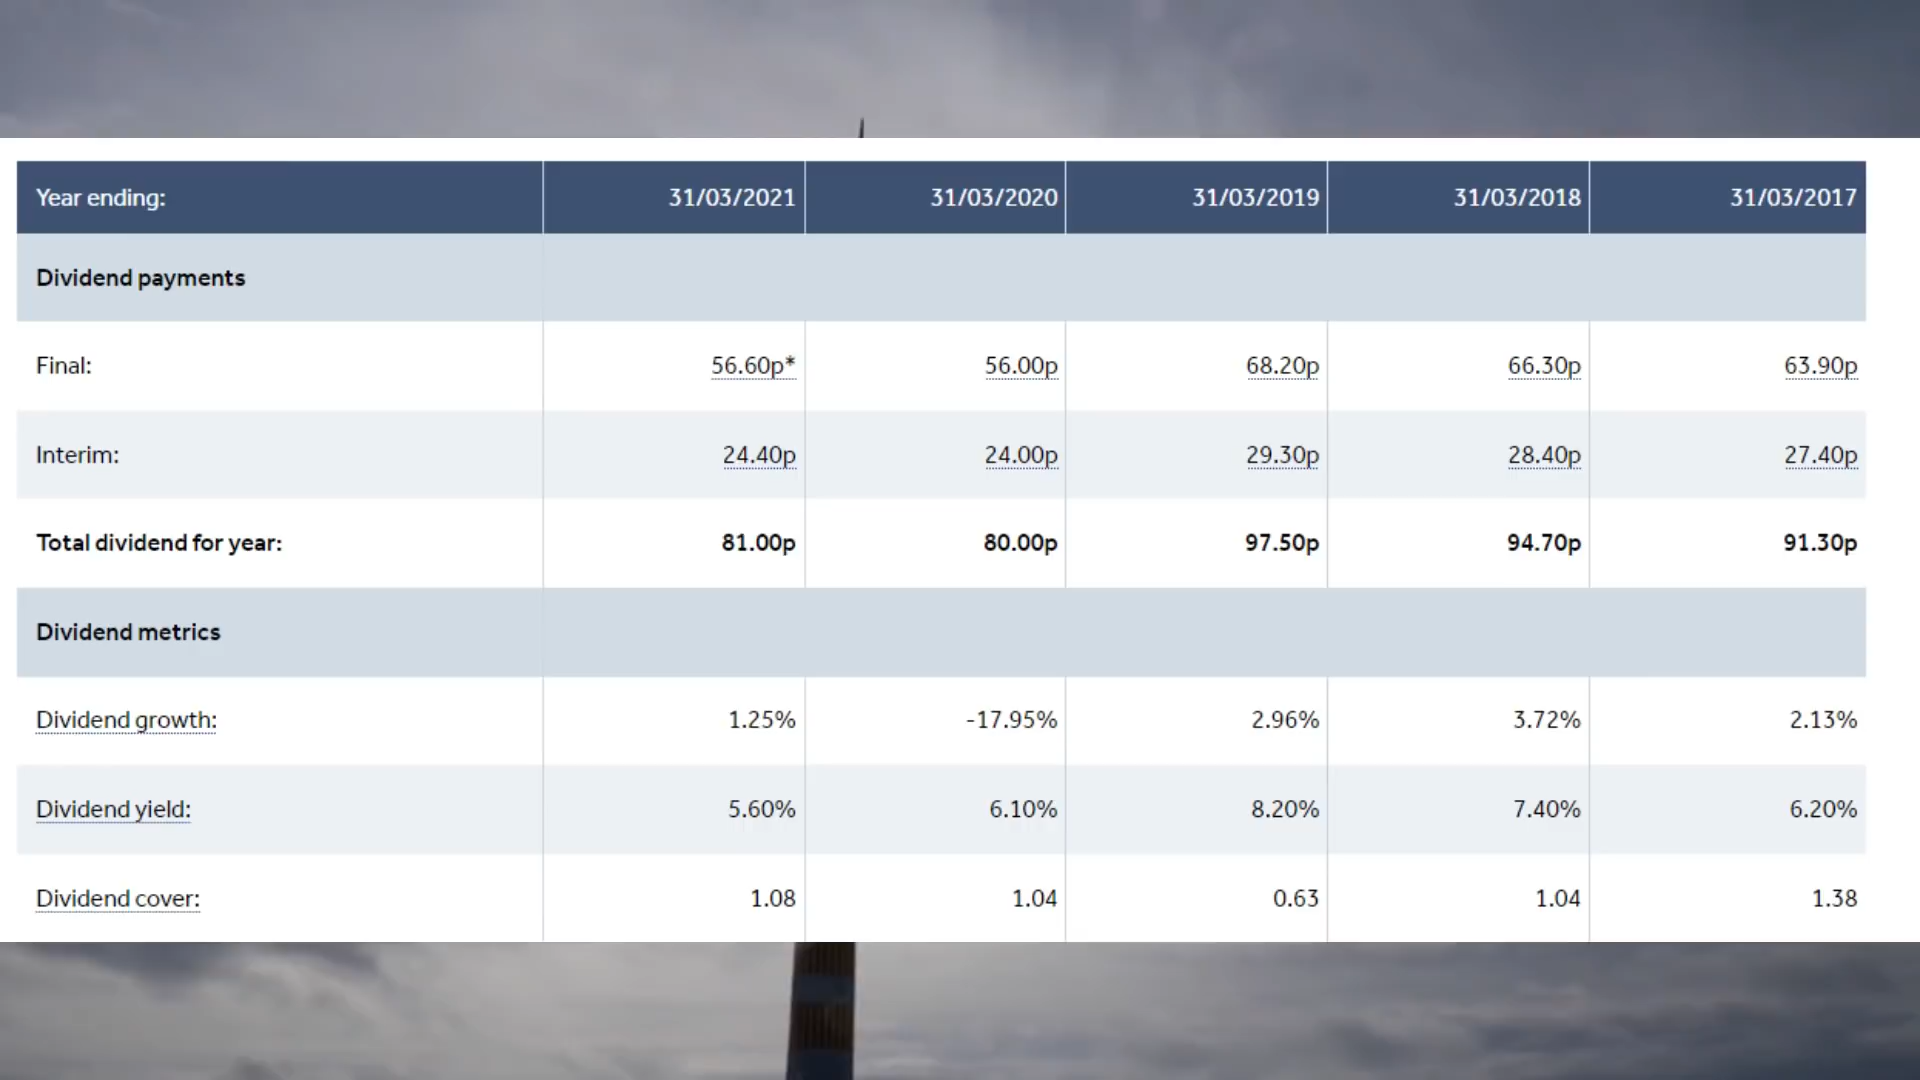 Year ending: 31/03/2021 31/03/2020 31/03/2019 31/03/2018 31/03/2017
Dividend payments
Final: 56.60p* 56.00p 68.20p 66.30p 63.90p
Interim: 24.40p 24.00p 29.30p 28.40p 27.40p
Total dividend for year: 81.00p 80.00p 97.50p 94.70p 91.30p
Dividend metrics
Dividend growth: 1.25% -17.95% 2.96% 3.72% 2.13%
Dividend yield: 5.60% 6.10% 8.20% 7.40% 6.20%
Dividend cover: 1.08 1.04 0.63 1.04 1.38